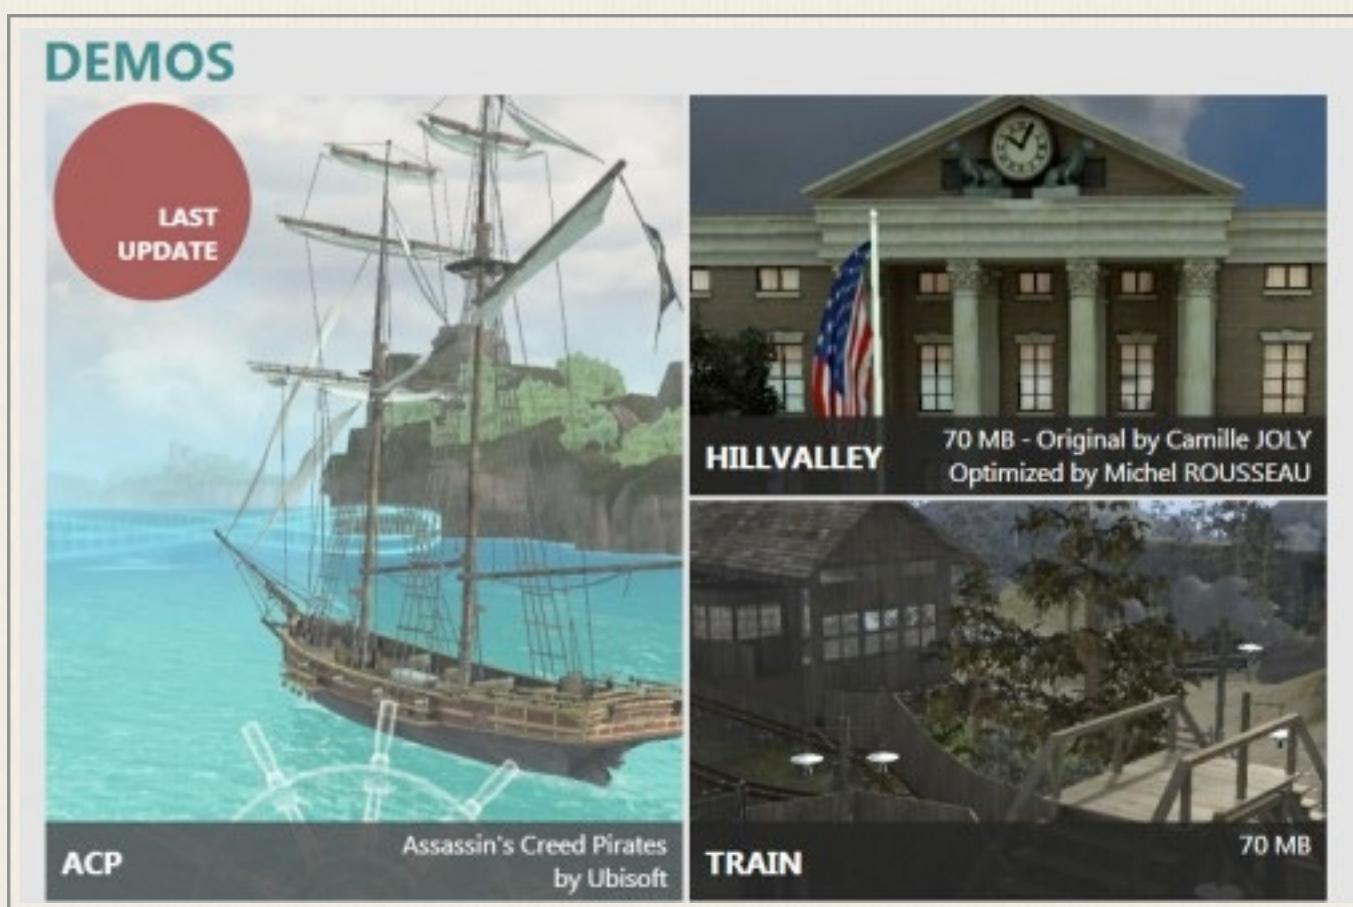 DEMOS
LAST
UPDATE
ACP
Assassin's Creed Pirates
by Ubisoft
HILLVALLEY
70 MB - Original by Camille JOLY
Optimized by Michel ROUSSEAU
TRAIN
70 MB